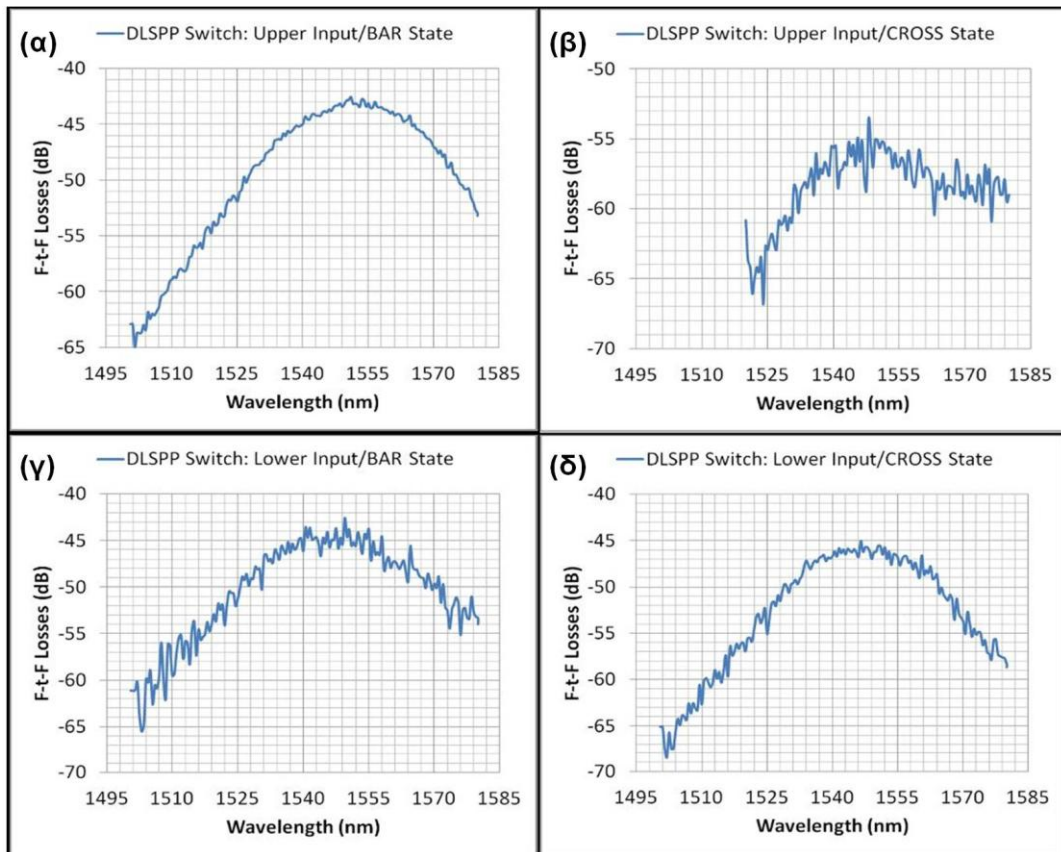 (α)
DLSPP Switch: Upper Input/BAR State
-40
-45
-50
-55
-60
-65
F-t-F Losses (dB)
1495 1510 1525 1540 1555 1570 1585
Wavelength (nm)
(β)
DLSPP Switch: Upper Input/CROSS State
-50
-55
-60
-65
-70
F-t-F Losses (dB)
1495 1510 1525 1540 1555 1570 1585
Wavelength (nm)
(γ)
DLSPP Switch: Lower Input/BAR State
-40
-45
-50
-55
-60
-65
-70
F-t-F Losses (dB)
1495 1510 1525 1540 1555 1570 1585
Wavelength (nm)
(δ)
DLSPP Switch: Lower Input/CROSS State
-40
-45
-50
-55
-60
-65
-70
F-t-F Losses (dB)
1495 1510 1525 1540 1555 1570 1585
Wavelength (nm)